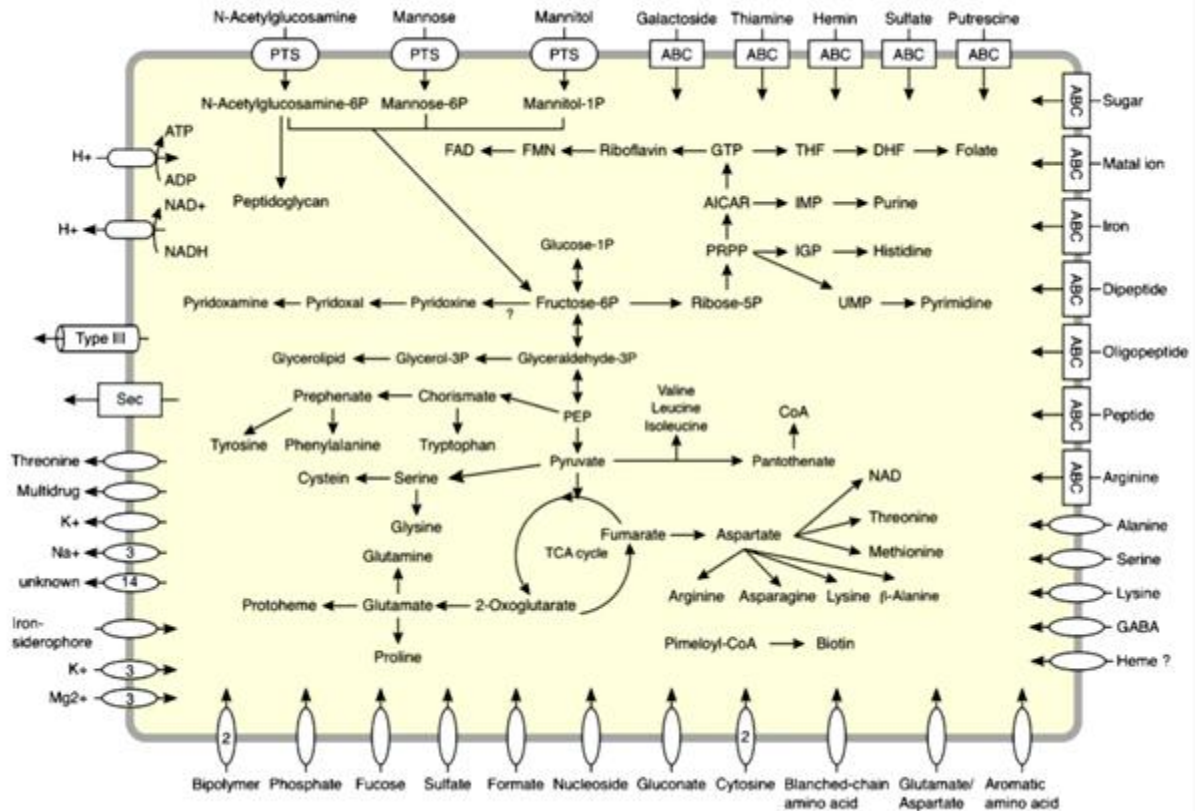 N-Acetylglucosamine Mannose Mannitol Galactoside Thiamine Hemin Sulfate Putrescine
PTS PTS PTS ABC ABC ABC ABC ABC
N-Acetylglucosamine-6P Mannose-6P Mannitol-1P
ABC Sugar
ATP
H+
ADP
FAD FMN Riboflavin GTP THF DHF Folate
ABC Matal ion
NAD+
H+
NADH
Peptidoglycan
AICAR IMP Purine
ABC Iron
Glucose-1P
PRPP IGP Histidine
Pyridoxamine Pyridoxal Pyridoxine ? Fructose-6P Ribose-5P UMP Pyrimidine
ABC Dipeptide
Type III
Glycerolipid Glycerol-3P Glyceraldehyde-3P
ABC Oligopeptide
Sec
Prephenate Chorismate PEP
Valine
Leucine
Isoleucine
CoA
ABC Peptide
Tyrosine Phenylalanine Tryptophan
Threonine
Cystein Serine Pyruvate Pantothenate
NAD
ABC Arginine
Multidrug
K+
Glysine
Threonine
Alanine
Na+ 3
Glutamine TCA cycle Fumarate Aspartate
Methionine
Serine
unknown 14
Arginine Asparagine Lysine β-Alanine
Lysine
Protoheme Glutamate 2-Oxoglutarate
Iron-
siderophore
GABA
Proline
Pimeloyl-CoA Biotin
Heme ?
K+ 3
Mg2+ 3
2 2
Bipolymer Phosphate Fucose Sulfate Formate Nucleoside Gluconate Cytosine Blanched-chain
amino acid
Glutamate/
Aspartate
Aromatic
amino acid